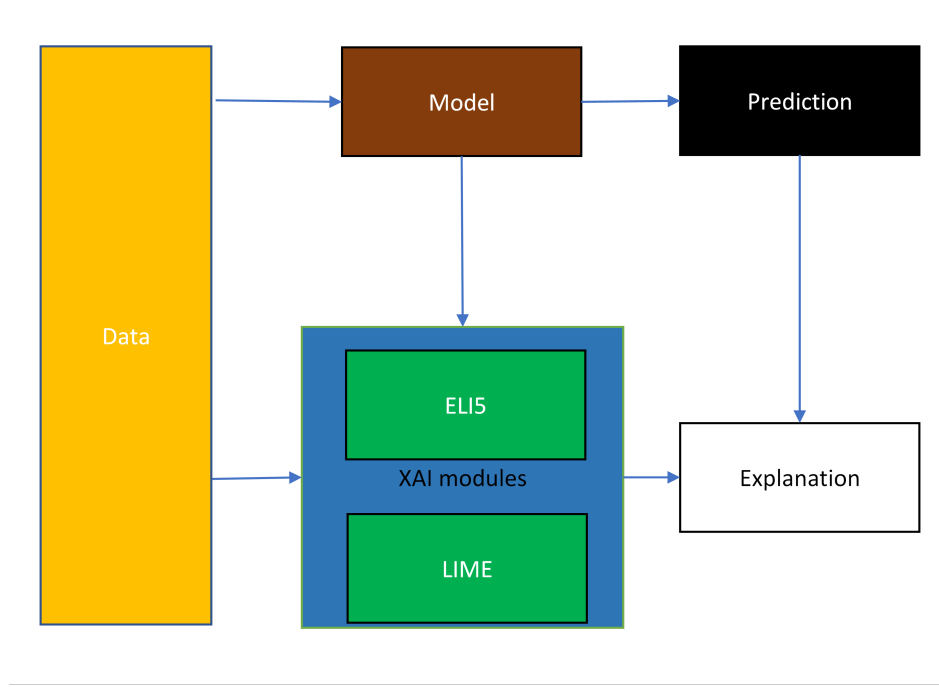 Model
Prediction
Data
ELI5
XAI modules
Explanation
LIME